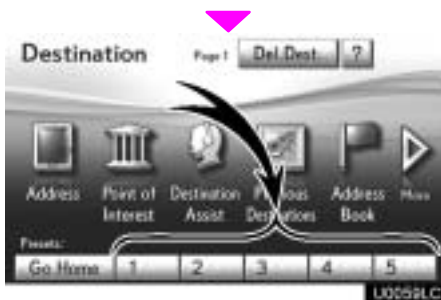 Destination Page 1 Del.Dest. ?
Address Point of Interest Destination Assist Previous Destinations Address Book More
Presets:
Go Home 1 2 3 4 5
U0059LC